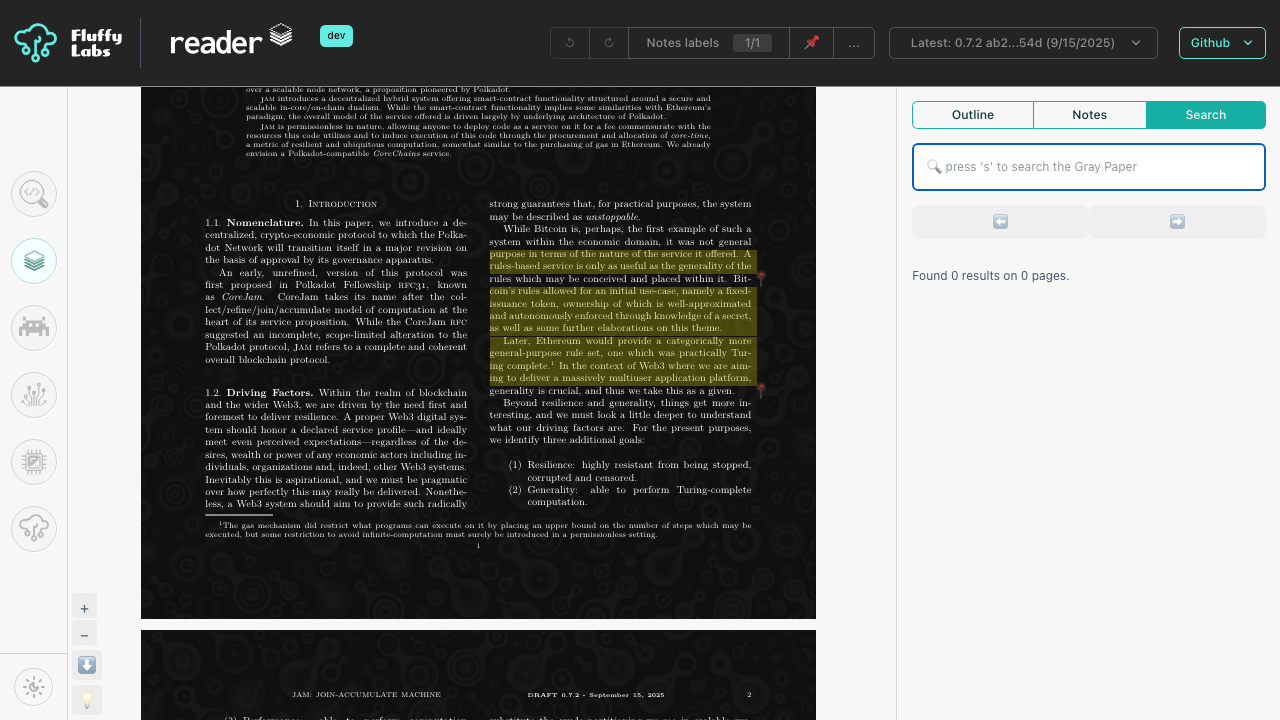 Fluffy
Labs
reader
dev
Notes labels 1/1
...
Latest: 0.7.2 ab2...54d (9/15/2025)
Github
over a scalable node network, a proposition pioneered by Polkadot.
JAM introduces a decentralized hybrid system offering smart-contract functionality structured around a secure and
scalable in-core/on-chain dualism. While the smart-contract functionality implies some similarities with Ethereum's
paradigm, the overall model of the service offered is driven largely by underlying architecture of Polkadot.
JAM is permissionless in nature, allowing anyone to deploy code as a service on it for a fee commensurate with the
resources this code utilizes and to induce execution of this code through the procurement and allocation of core-time,
a metric of resilient and ubiquitous computation, somewhat similar to the purchasing of gas in Ethereum. We already
envision a Polkadot-compatible CoreChains service.
1. Introduction
1.1. Nomenclature. In this paper, we introduce a de-
centralized, crypto-economic protocol to which the Polka-
dot Network will transition itself in a major revision on
the basis of approval by its governance apparatus.
An early, unrefined, version of this protocol was
first proposed in Polkadot Fellowship RFC31, known
as CoreJam. CoreJam takes its name after the col-
lect/refine/join/accumulate model of computation at the
heart of its service proposition. While the CoreJam RFC
suggested an incomplete, scope-limited alteration to the
Polkadot protocol, JAM refers to a complete and coherent
overall blockchain protocol.
1.2. Driving Factors. Within the realm of blockchain
and the wider Web3, we are driven by the need first and
foremost to deliver resilience. A proper Web3 digital sys-
tem should honor a declared service profile—and ideally
meet even perceived expectations—regardless of the de-
sires, wealth or power of any economic actors including in-
dividuals, organizations and, indeed, other Web3 systems.
Inevitably this is aspirational, and we must be pragmatic
over how perfectly this may really be delivered. Nonethe-
less, a Web3 system should aim to provide such radically
strong guarantees that, for practical purposes, the system
may be described as unstoppable.
While Bitcoin is, perhaps, the first example of such a
system within the economic domain, it was not general
purpose in terms of the nature of the service it offered. A
rules-based service is only as useful as the generality of the
rules which may be conceived and placed within it. Bit-
coin's rules allowed for an initial use-case, namely a fixed-
issuance token, ownership of which is well-approximated
and autonomously enforced through knowledge of a secret,
as well as some further elaborations on this theme.
Later, Ethereum would provide a categorically more
general-purpose rule set, one which was practically Tur-
ing complete.¹ In the context of Web3 where we are aim-
ing to deliver a massively multiuser application platform,
generality is crucial, and thus we take this as a given.
Beyond resilience and generality, things get more in-
teresting, and we must look a little deeper to understand
what our driving factors are. For the present purposes,
we identify three additional goals:
(1) Resilience: highly resistant from being stopped,
corrupted and censored.
(2) Generality: able to perform Turing-complete
computation.
¹The gas mechanism did restrict what programs can execute on it by placing an upper bound on the number of steps which may be
executed, but some restriction to avoid infinite-computation must surely be introduced in a permissionless setting.
1
JAM: JOIN-ACCUMULATE MACHINE DRAFT 0.7.2 - September 15, 2025 2
(3) Performance: able to perform computation
+
−
Outline
Notes
Search
press 's' to search the Gray Paper
Found 0 results on 0 pages.